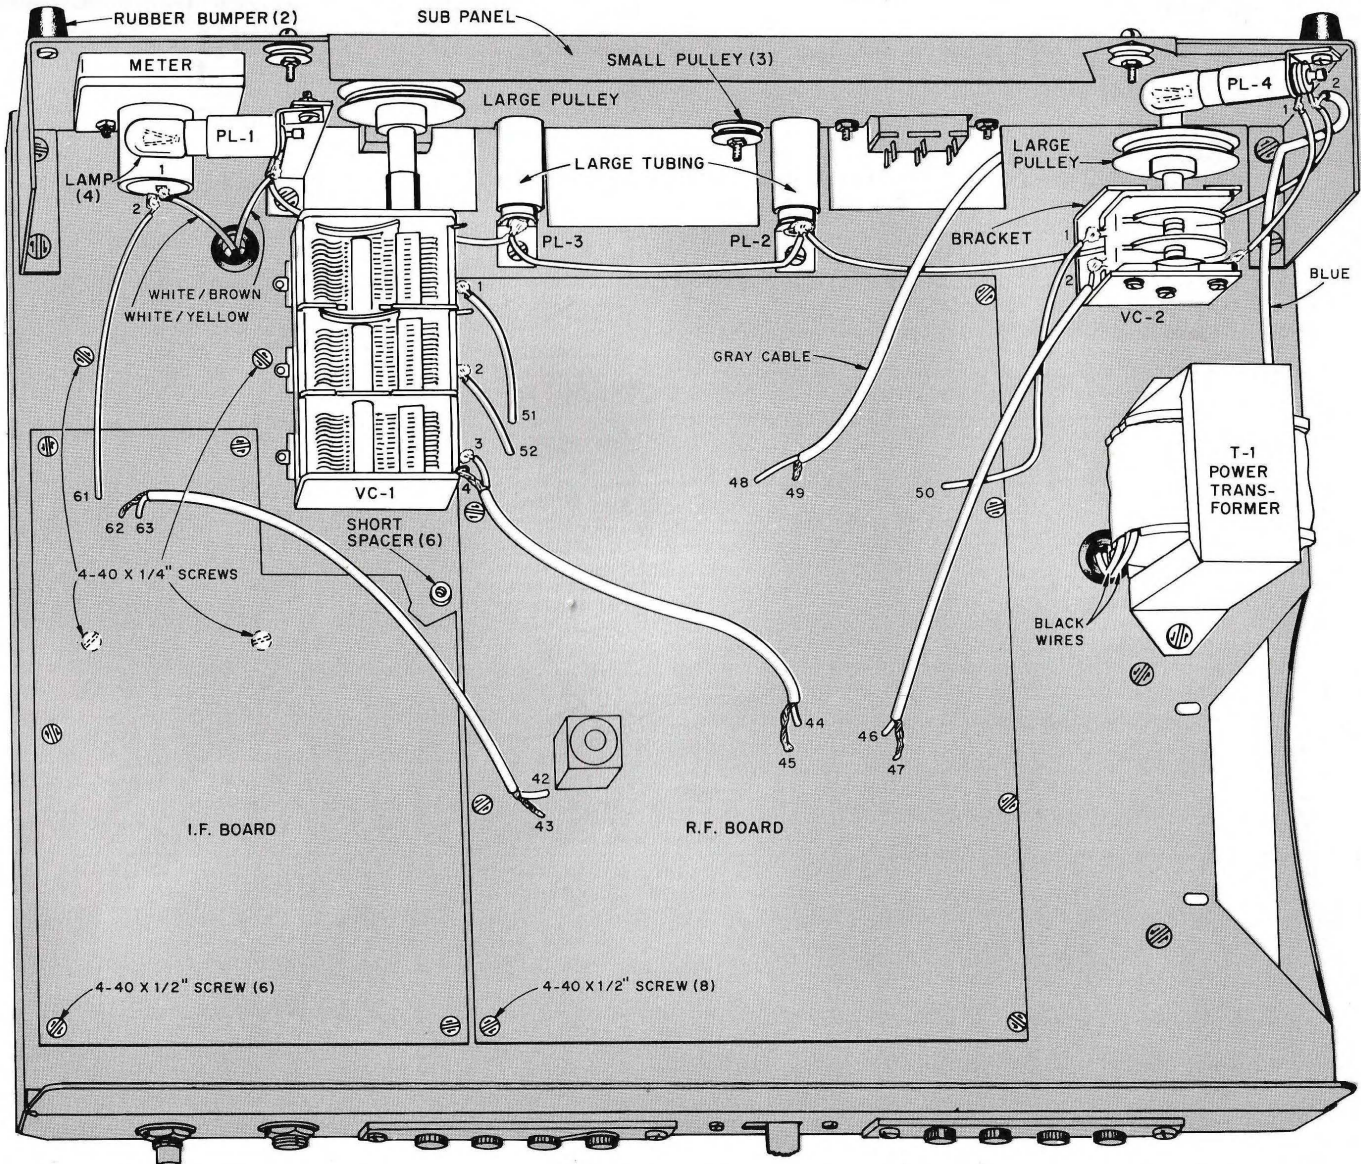 RUBBER BUMPER (2)
SUB PANEL
METER
SMALL PULLEY (3)
PL-4
2
1
LARGE PULLEY
PL-1
LAMP
(4)
1
2
LARGE TUBING
LARGE
PULLEY
PL-3
PL-2
BRACKET
1
2
BLUE
WHITE/BROWN
WHITE/YELLOW
VC-2
1
2
3
4
51
52
GRAY CABLE
T-1
POWER
TRANS-
FORMER
48
49
50
61
62
63
VC-1
SHORT
SPACER (6)
4-40 X 1/4" SCREWS
BLACK
WIRES
44
45
46
47
42
43
I.F. BOARD
R.F. BOARD
4-40 X 1/2" SCREW (6)
4-40 X 1/2" SCREW (8)